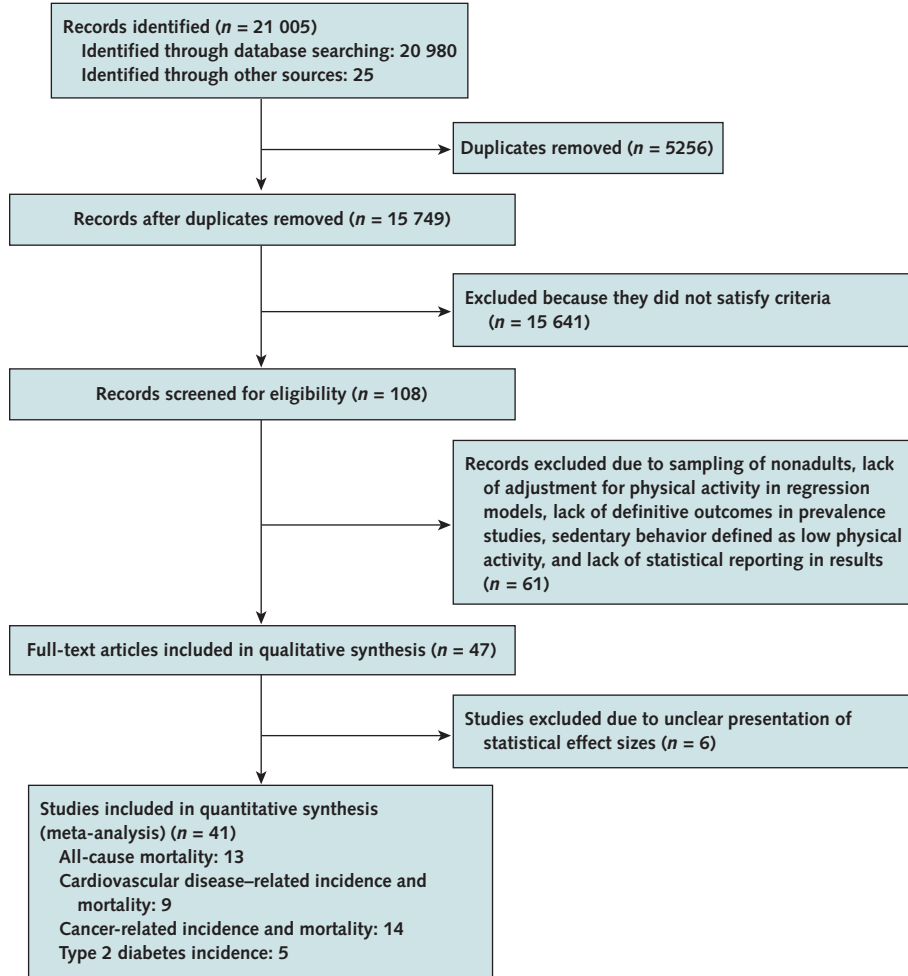 Records identified (n = 21 005)
Identified through database searching: 20 980
Identified through other sources: 25
Duplicates removed (n = 5256)
Records after duplicates removed (n = 15 749)
Excluded because they did not satisfy criteria
(n = 15 641)
Records screened for eligibility (n = 108)
Records excluded due to sampling of nonadults, lack
of adjustment for physical activity in regression
models, lack of definitive outcomes in prevalence
studies, sedentary behavior defined as low physical
activity, and lack of statistical reporting in results
(n = 61)
Full-text articles included in qualitative synthesis (n = 47)
Studies excluded due to unclear presentation of
statistical effect sizes (n = 6)
Studies included in quantitative synthesis
(meta-analysis) (n = 41)
All-cause mortality: 13
Cardiovascular disease–related incidence and
mortality: 9
Cancer-related incidence and mortality: 14
Type 2 diabetes incidence: 5